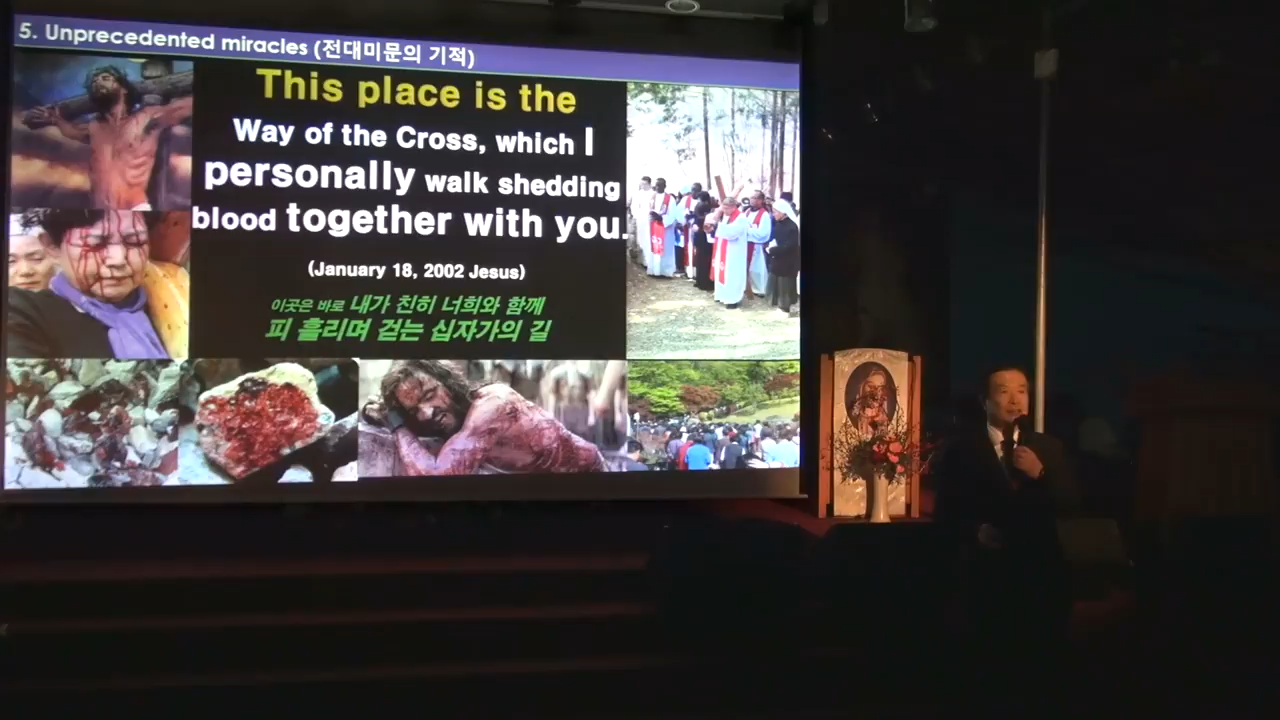 5. Unprecedented miracles (전대미문의 기적)
This place is the
Way of the Cross, which I
personally walk shedding
blood together with you.
(January 18, 2002 Jesus)
이곳은 바로 내가 친히 너희와 함께
피 흘리며 걷는 십자가의 길